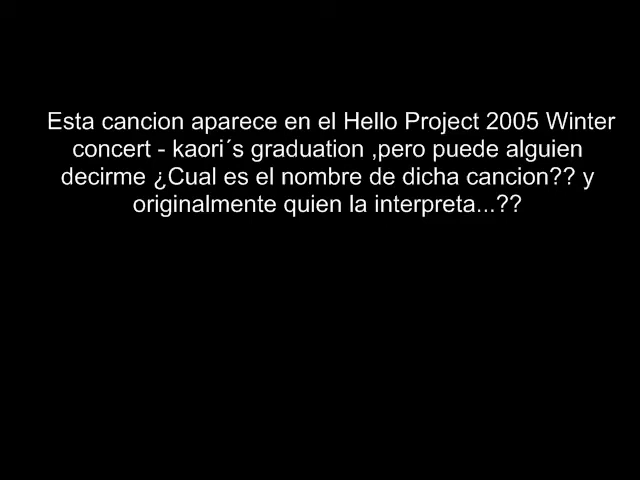 Esta cancion aparece en el Hello Project 2005 Winter
concert - kaori´s graduation ,pero puede alguien
decirme ¿Cual es el nombre de dicha cancion?? y
originalmente quien la interpreta...??